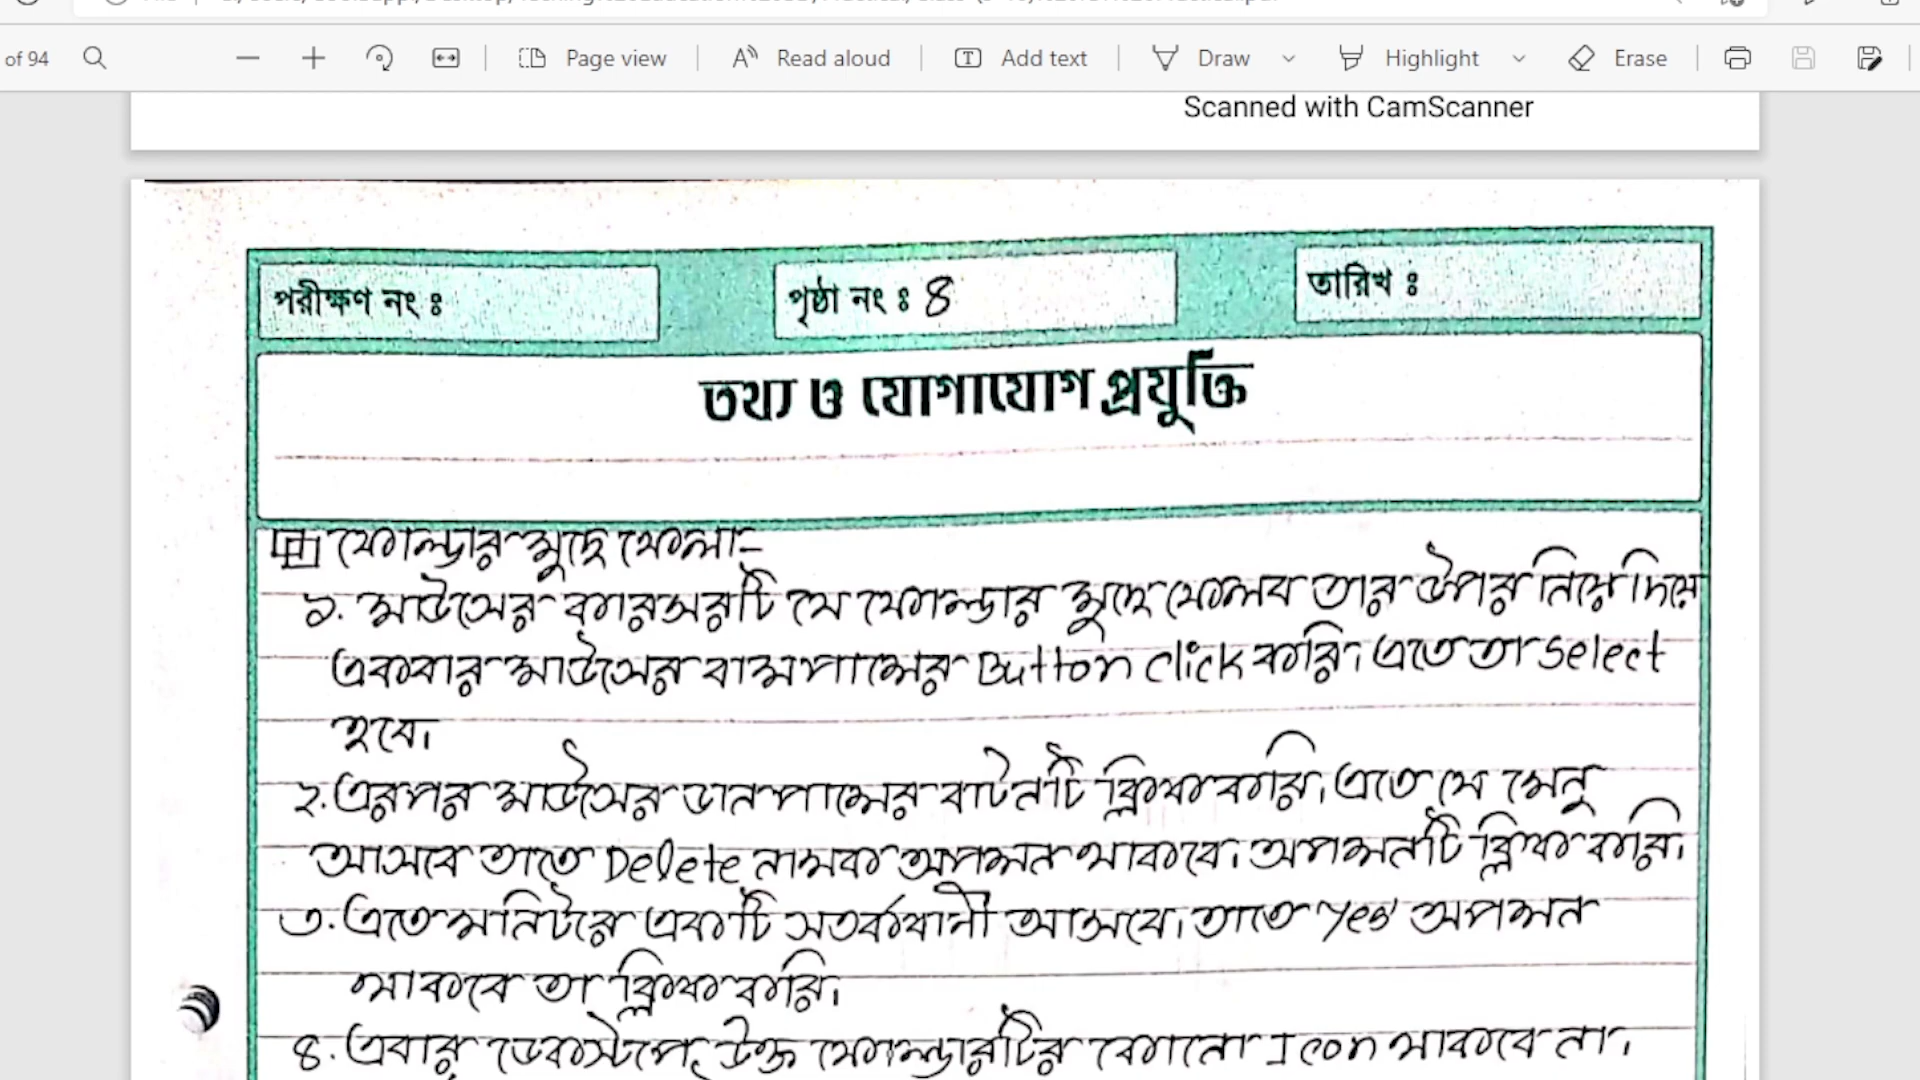 of 94
Page view
Read aloud
Add text
Draw
Highlight
Erase
Scanned with CamScanner
পরীক্ষণ নং ঃ
পৃষ্ঠা নং ঃ 8
তারিখ ঃ
তথ্য ও যোগাযোগ প্রযুক্তি
ফোল্ডার মুছে ফেলা-
১. মাউসের কারসরটি যে ফোল্ডার মুছে ফেলব তার উপর নিয়ে গিয়ে
একবার মাউসের বামপাশের Button click করি। এতে তা Select
হবে।
২. এরপর মাউসের ডানপাশের বাটনটি ক্লিক করি। এতে যে মেনু
আসবে তাতে Delete নামক অপশন থাকবে। অপশনটি ক্লিক করি।
৩. এতে মনিটরে একটি সতর্কবানী আসবে। তাতে Yes' অপশন
থাকবে তা ক্লিক করি।
৪. এবার ডেকস্টপে উক্ত ফোল্ডারটির কোনো Icon থাকবে না।